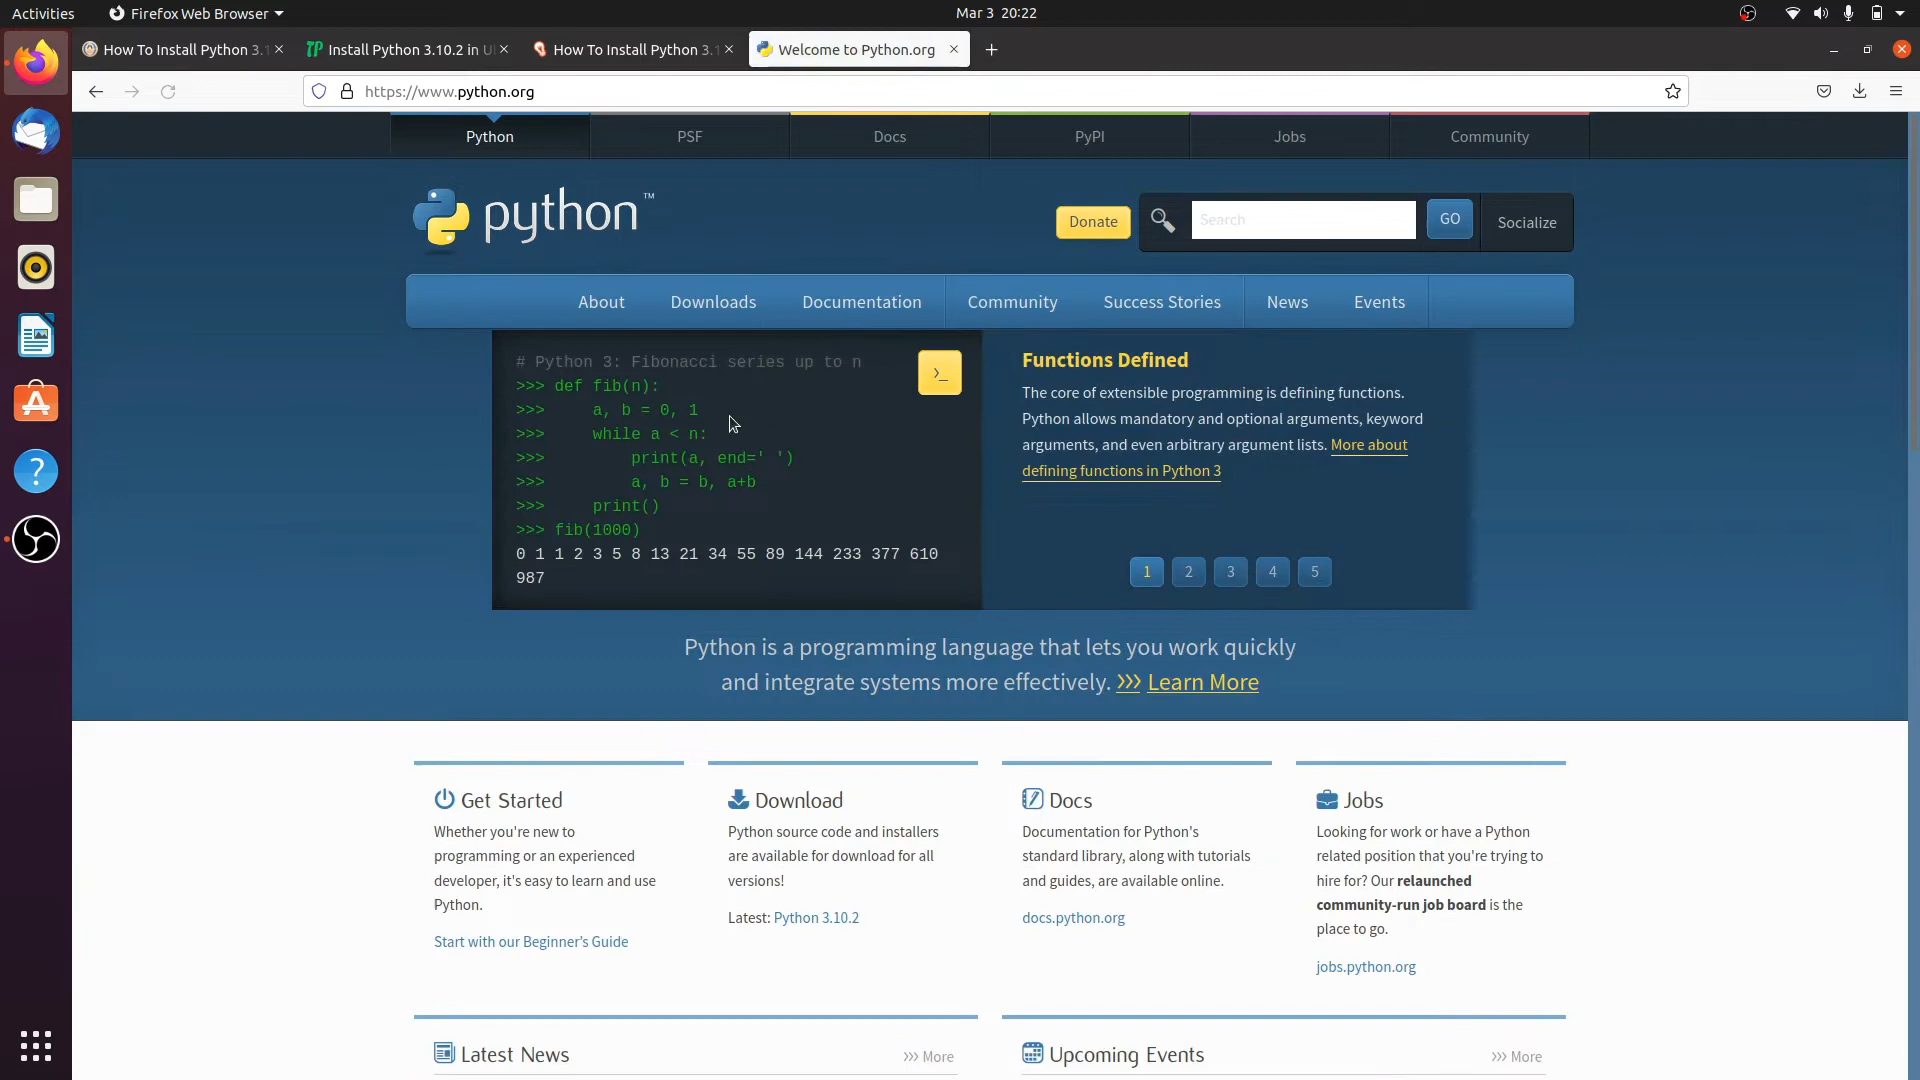 Activities
Firefox Web Browser
Mar 3 20:22
How To Install Python 3.1
Install Python 3.10.2 in U
How To Install Python 3.1
Welcome to Python.org
https://www.python.org
Python
PSF
Docs
PyPI
Jobs
Community
python™
Donate
Search
GO
Socialize
About
Downloads
Documentation
Community
Success Stories
News
Events
# Python 3: Fibonacci series up to n
>>> def fib(n):
>>>     a, b = 0, 1
>>>     while a < n:
>>>         print(a, end=' ')
>>>         a, b = b, a+b
>>>     print()
>>> fib(1000)
0 1 1 2 3 5 8 13 21 34 55 89 144 233 377 610
987
>_
Functions Defined
The core of extensible programming is defining functions.
Python allows mandatory and optional arguments, keyword
arguments, and even arbitrary argument lists. More about
defining functions in Python 3
1 2 3 4 5
Python is a programming language that lets you work quickly
and integrate systems more effectively. >>> Learn More
Get Started
Whether you're new to
programming or an experienced
developer, it's easy to learn and use
Python.
Start with our Beginner's Guide
Download
Python source code and installers
are available for download for all
versions!
Latest: Python 3.10.2
Docs
Documentation for Python's
standard library, along with tutorials
and guides, are available online.
docs.python.org
Jobs
Looking for work or have a Python
related position that you're trying to
hire for? Our relaunched
community-run job board is the
place to go.
jobs.python.org
Latest News
>>> More
Upcoming Events
>>> More